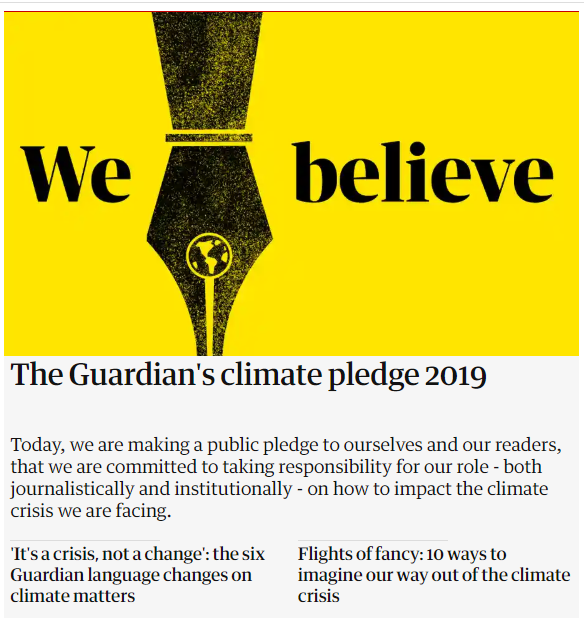 We believe
The Guardian's climate pledge 2019
Today, we are making a public pledge to ourselves and our readers,
that we are committed to taking responsibility for our role - both
journalistically and institutionally - on how to impact the climate
crisis we are facing.
'It's a crisis, not a change': the six
Guardian language changes on
climate matters
Flights of fancy: 10 ways to
imagine our way out of the climate
crisis